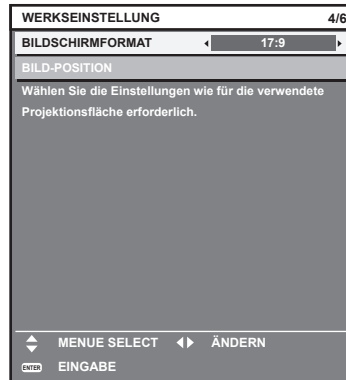 WERKSEINSTELLUNG 4/6
BILDSCHIRMFORMAT 17:9
BILD-POSITION
Wählen Sie die Einstellungen wie für die verwendete
Projektionsfläche erforderlich.
MENUE SELECT ÄNDERN
ENTER EINGABE